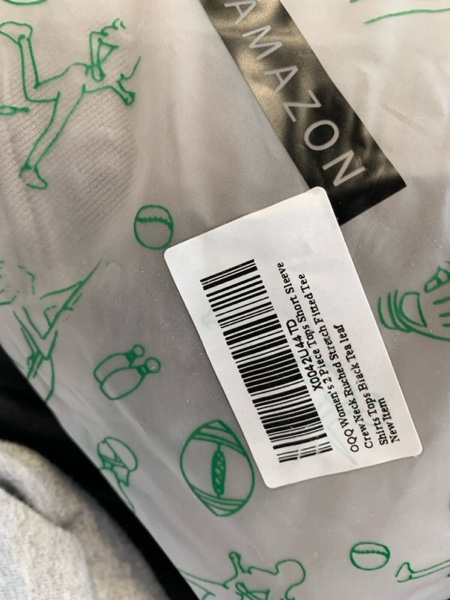 AMAZON
X0042U44TD
OQQ Women's 2 Piece Tops Short Sleeve
Crew Neck Ruched Stretch Fitted Tee
Shirts Tops Black Tea leaf
New Item